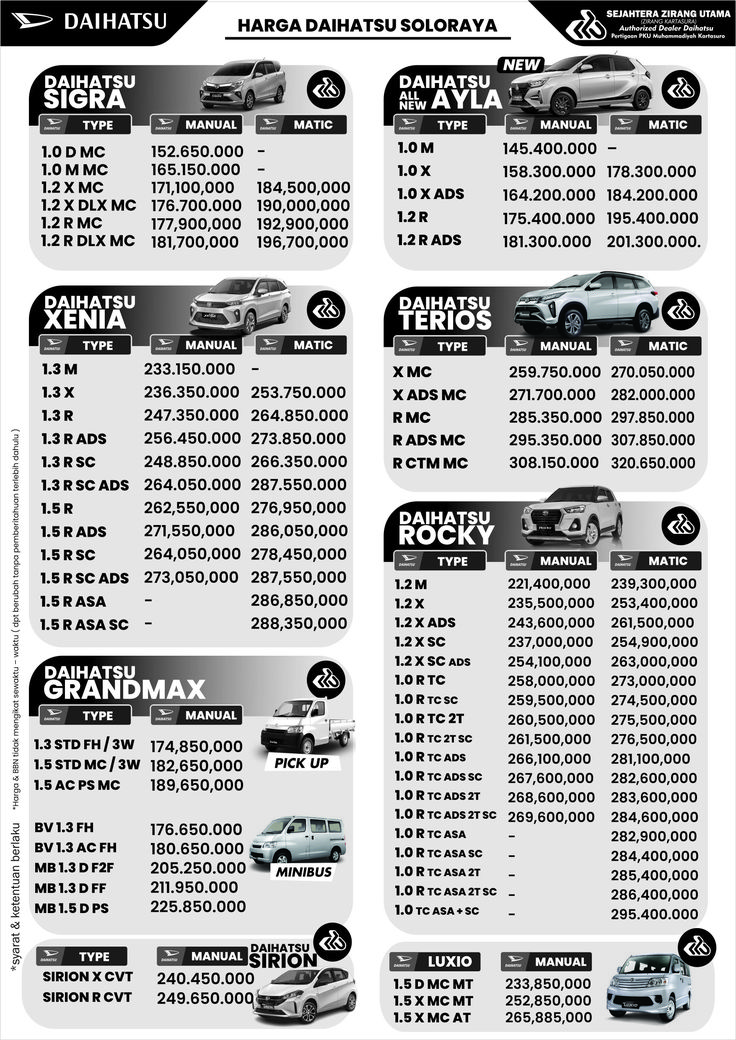 DAIHATSU
HARGA DAIHATSU SOLORAYA
SEJAHTERA ZIRANG UTAMA
(ZIRANG KARTASURA)
Authorized Dealer Daihatsu
Pertigaan PKU Muhammadiyah Kartasuro
DAIHATSU
SIGRA
TYPE MANUAL MATIC
1.0 D MC 152.650.000 -
1.0 M MC 165.150.000 -
1.2 X MC 171,100,000 184,500,000
1.2 X DLX MC 176.700.000 190,000,000
1.2 R MC 177,900,000 192,900,000
1.2 R DLX MC 181,700,000 196,700,000
NEW
DAIHATSU
ALL NEW AYLA
TYPE MANUAL MATIC
1.0 M 145.400.000 -
1.0 X 158.300.000 178.300.000
1.0 X ADS 164.200.000 184.200.000
1.2 R 175.400.000 195.400.000
1.2 R ADS 181.300.000 201.300.000.
DAIHATSU
XENIA
TYPE MANUAL MATIC
1.3 M 233.150.000 -
1.3 X 236.350.000 253.750.000
1.3 R 247.350.000 264.850.000
1.3 R ADS 256.450.000 273.850.000
1.3 R SC 248.850.000 266.350.000
1.3 R SC ADS 264.050.000 287.550.000
1.5 R 262,550,000 276,950,000
1.5 R ADS 271,550,000 286,050,000
1.5 R SC 264,050,000 278,450,000
1.5 R SC ADS 273,050,000 287,550,000
1.5 R ASA - 286,850,000
1.5 R ASA SC - 288,350,000
DAIHATSU
TERIOS
TYPE MANUAL MATIC
X MC 259.750.000 270.050.000
X ADS MC 271.700.000 282.000.000
R MC 285.350.000 297.850.000
R ADS MC 295.350.000 307.850.000
R CTM MC 308.150.000 320.650.000
DAIHATSU
ROCKY
TYPE MANUAL MATIC
1.2 M 221,400,000 239,300,000
1.2 X 235,500,000 253,400,000
1.2 X ADS 243,600,000 261,500,000
1.2 X SC 237,000,000 254,900,000
1.2 X SC ADS 254,100,000 263,000,000
1.0 R TC 258,000,000 273,000,000
1.0 R TC SC 259,500,000 274,500,000
1.0 R TC 2T 260,500,000 275,500,000
1.0 R TC 2T SC 261,500,000 276,500,000
1.0 R TC ADS 266,100,000 281,100,000
1.0 R TC ADS SC 267,600,000 282,600,000
1.0 R TC ADS 2T 268,600,000 283,600,000
1.0 R TC ADS 2T SC 269,600,000 284,600,000
1.0 R TC ASA - 282,900,000
1.0 R TC ASA SC - 284,400,000
1.0 R TC ASA 2T - 285,400,000
1.0 R TC ASA 2T SC - 286,400,000
1.0 TC ASA + SC - 295.400.000
DAIHATSU
GRANDMAX
TYPE MANUAL
1.3 STD FH / 3W 174,850,000
1.5 STD MC / 3W 182,650,000
1.5 AC PS MC 189,650,000
PICK UP
BV 1.3 FH 176.650.000
BV 1.3 AC FH 180.650.000
MB 1.3 D F2F 205.250.000
MB 1.3 D FF 211.950.000
MB 1.5 D PS 225.850.000
MINIBUS
TYPE MANUAL
DAIHATSU
SIRION
SIRION X CVT 240.450.000
SIRION R CVT 249.650.000
LUXIO MANUAL
1.5 D MC MT 233,850,000
1.5 X MC MT 252,850,000
1.5 X MC AT 265,885,000
*syarat & ketentuan berlaku
*Harga & BBN tidak mengikat sewaktu - waktu ( dpt berubah tanpa pemberitahuan terlebih dahulu )